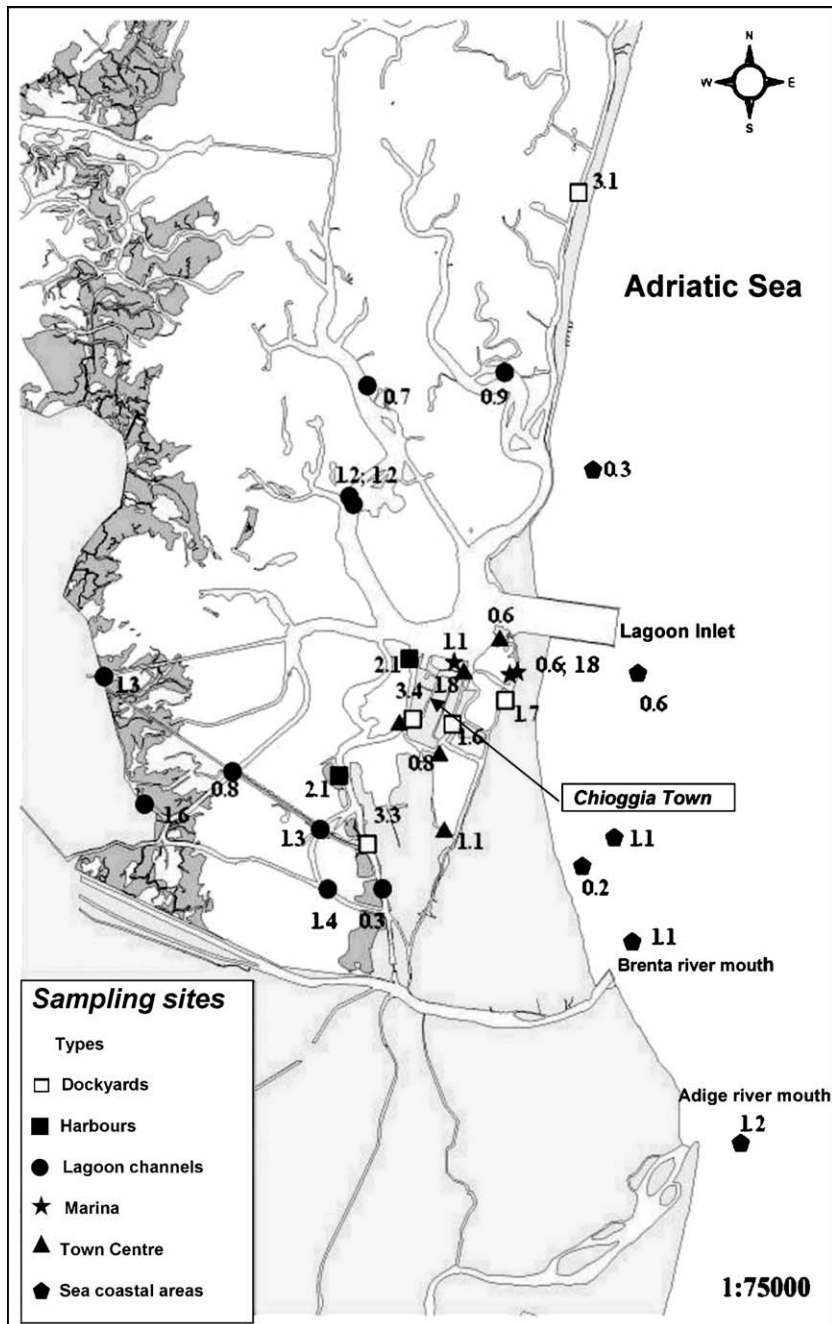 N
W E
S
3.1
Adriatic Sea
0.7
0.9
1.2; 1.2
0.3
0.6
Lagoon Inlet
1.1
2.1
0.6; 1.8
1.3
1.8
0.6
3.4
1.7
1.6
0.8
0.8
2.1
Chioggia Town
1.6
3.3
1.3
1.1
1.1
0.2
1.4
0.3
1.1
Brenta river mouth
Sampling sites
Types
Dockyards
Harbours
Lagoon channels
Marina
Town Centre
Sea coastal areas
Adige river mouth
1.2
1:75000